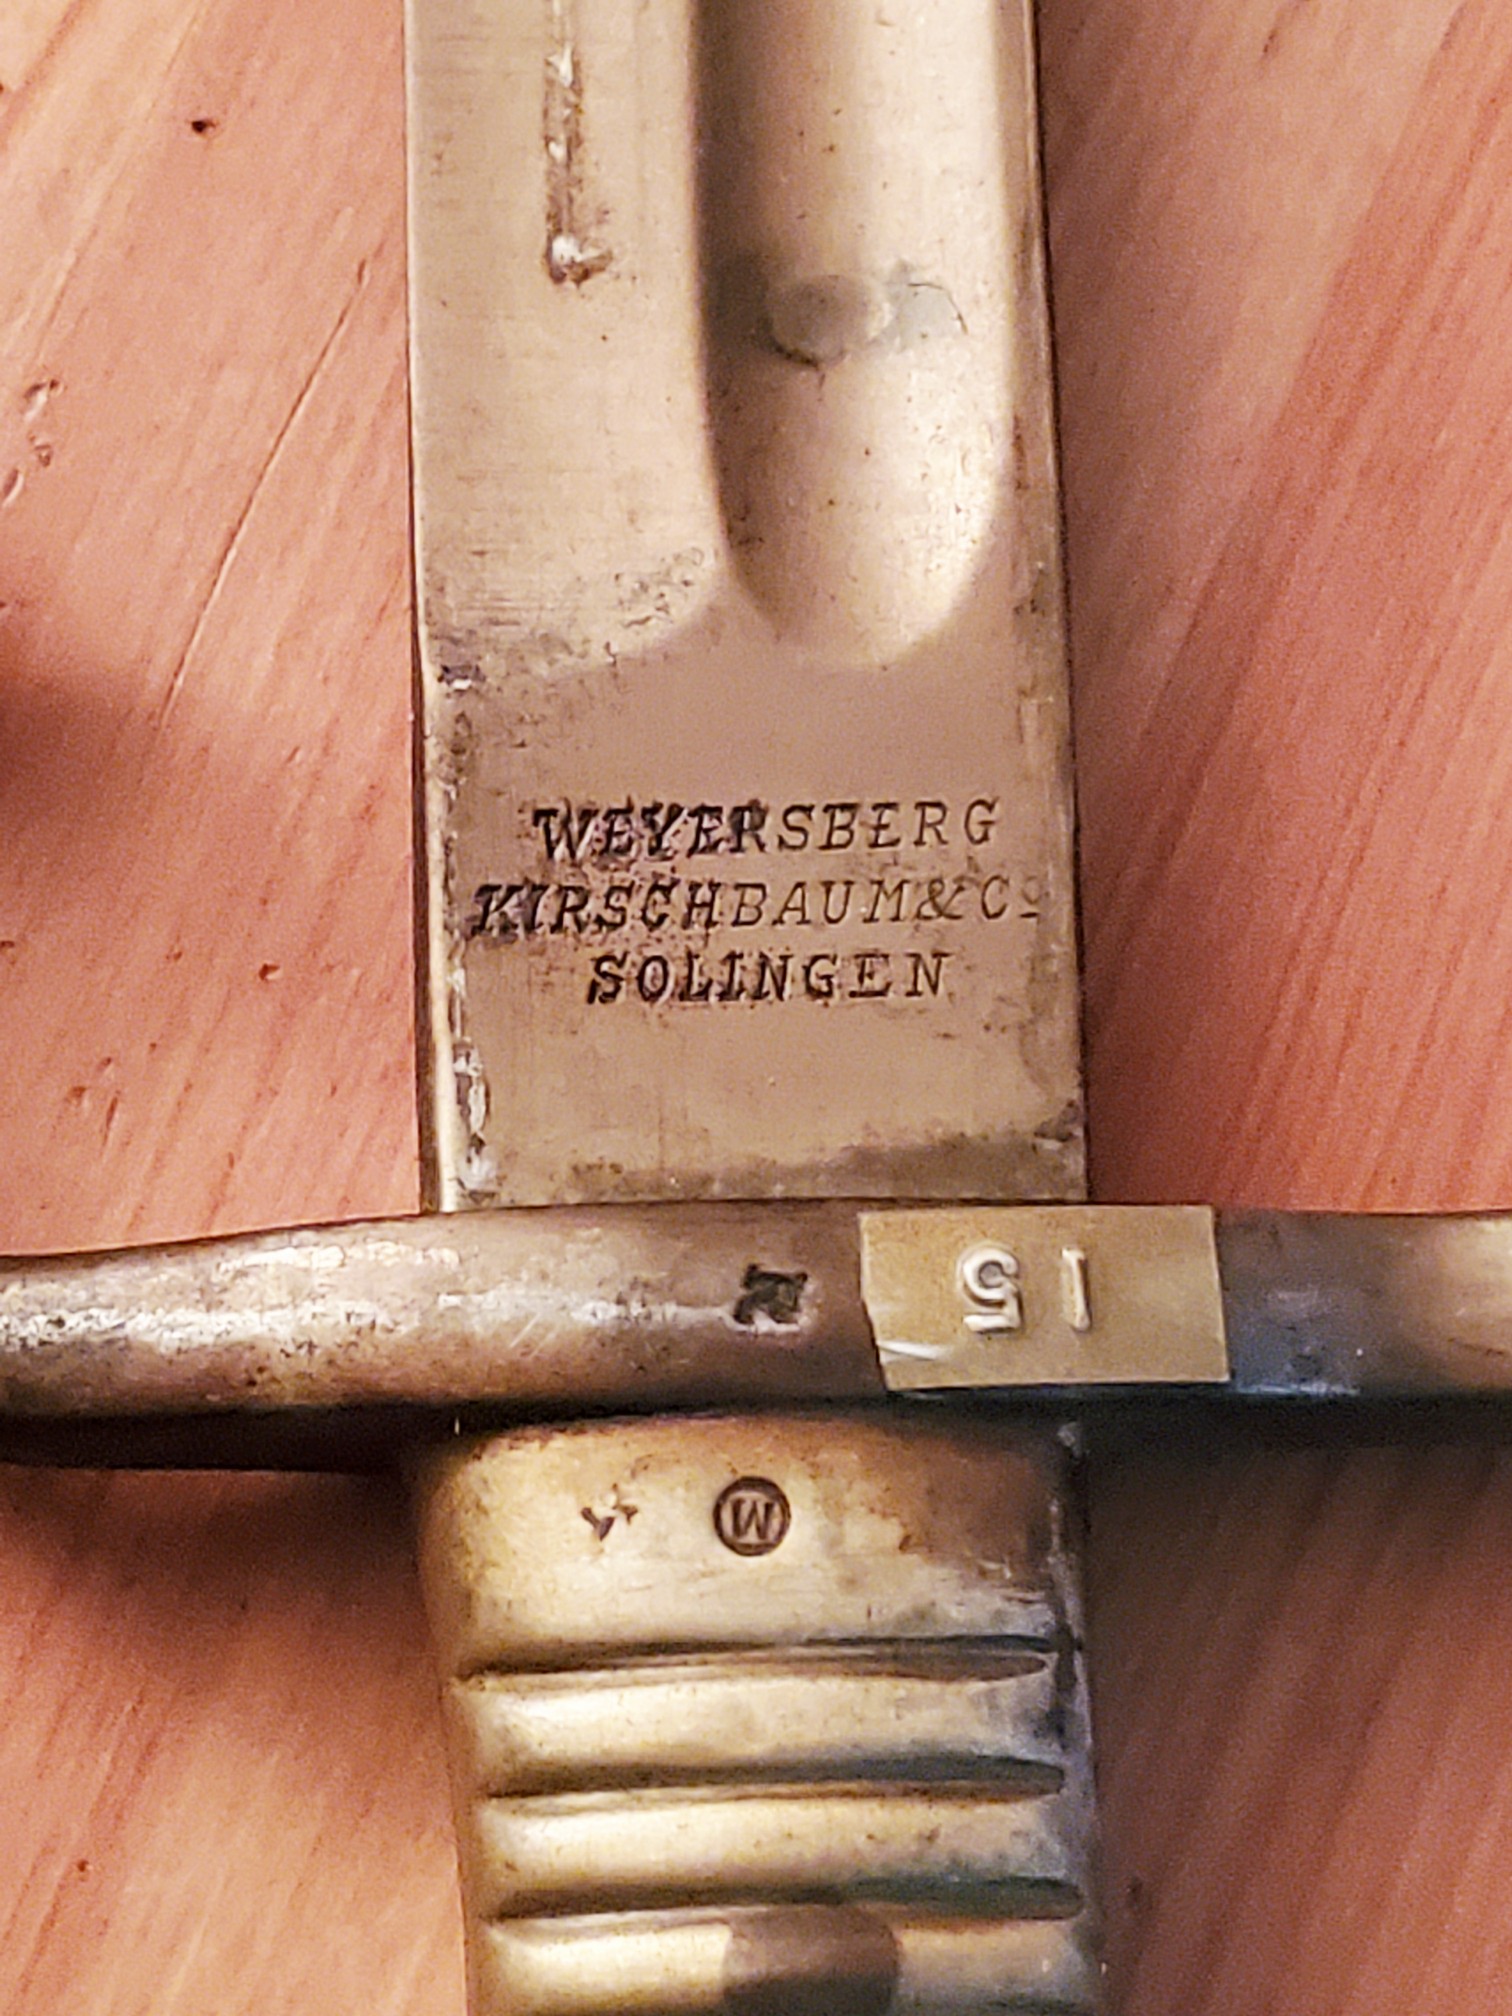 WEYERSBERG
KIRSCHBAUM&Cº
SOLINGEN
15
M